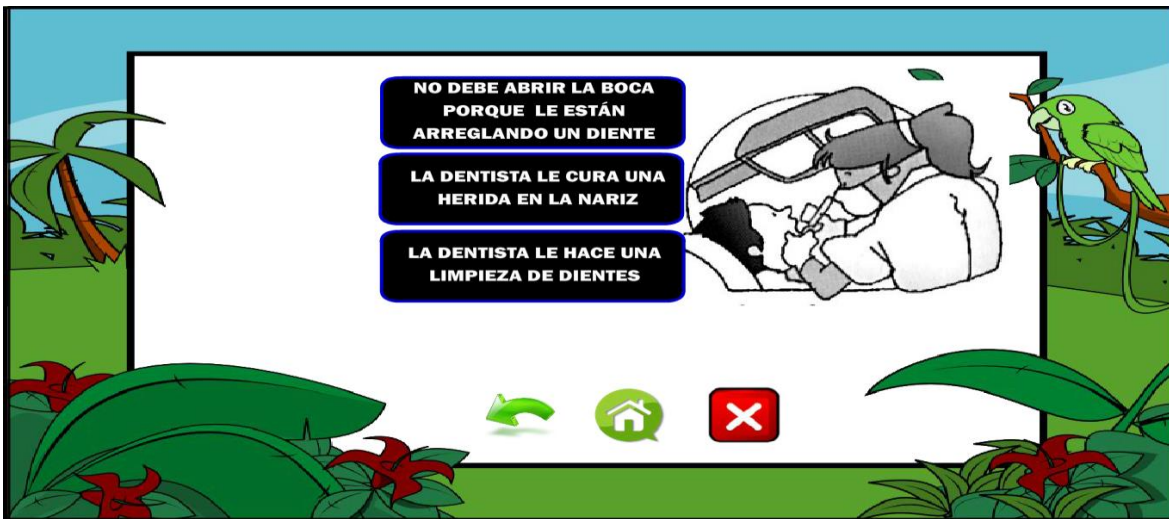 NO DEBE ABRIR LA BOCA
PORQUE LE ESTÁN
ARREGLANDO UN DIENTE
LA DENTISTA LE CURA UNA
HERIDA EN LA NARIZ
LA DENTISTA LE HACE UNA
LIMPIEZA DE DIENTES